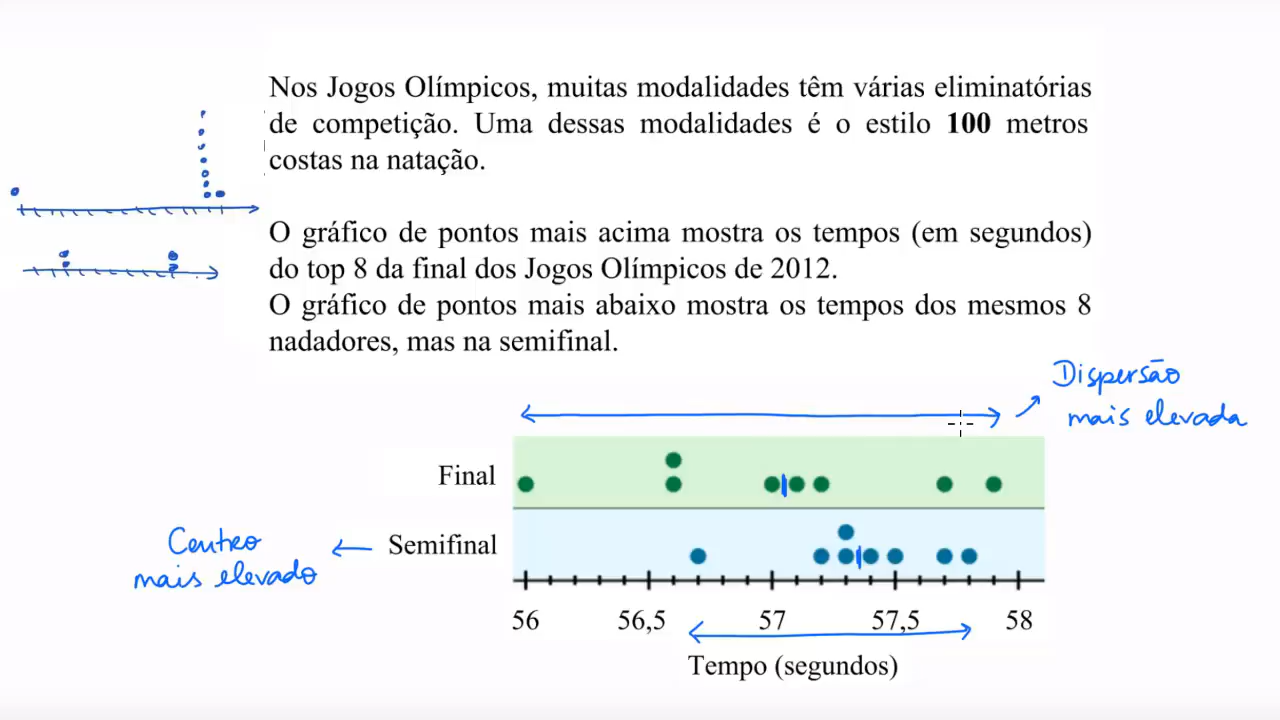 Nos Jogos Olímpicos, muitas modalidades têm várias eliminatórias
de competição. Uma dessas modalidades é o estilo 100 metros
costas na natação.
O gráfico de pontos mais acima mostra os tempos (em segundos)
do top 8 da final dos Jogos Olímpicos de 2012.
O gráfico de pontos mais abaixo mostra os tempos dos mesmos 8
nadadores, mas na semifinal.
Dispersão
mais elevada
Final
Semifinal
Centro
mais elevado
56 56,5 57 57,5 58
Tempo (segundos)